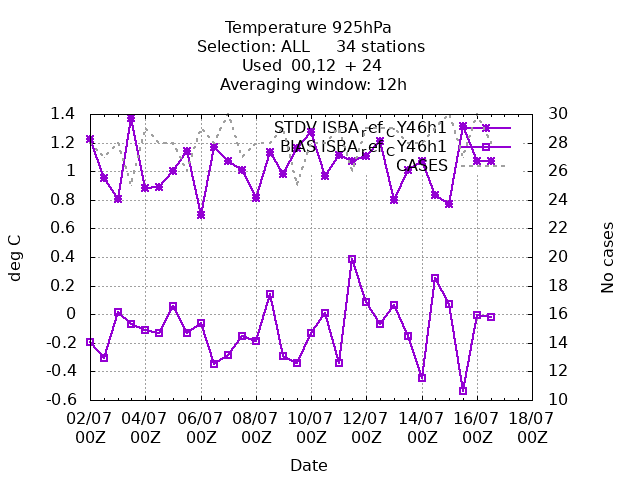 Temperature 925hPa
Selection: ALL 34 stations
Used 00,12 + 24
Averaging window: 12h
STDV ISBA_ref_CY46h1
BIAS ISBA_ref_CY46h1
CASES
1.4
1.2
1
0.8
0.6
0.4
0.2
0
-0.2
-0.4
-0.6
30
28
26
24
22
20
18
16
14
12
10
deg C
No cases
02/07 04/07 06/07 08/07 10/07 12/07 14/07 16/07 18/07
00Z 00Z 00Z 00Z 00Z 00Z 00Z 00Z 00Z
Date